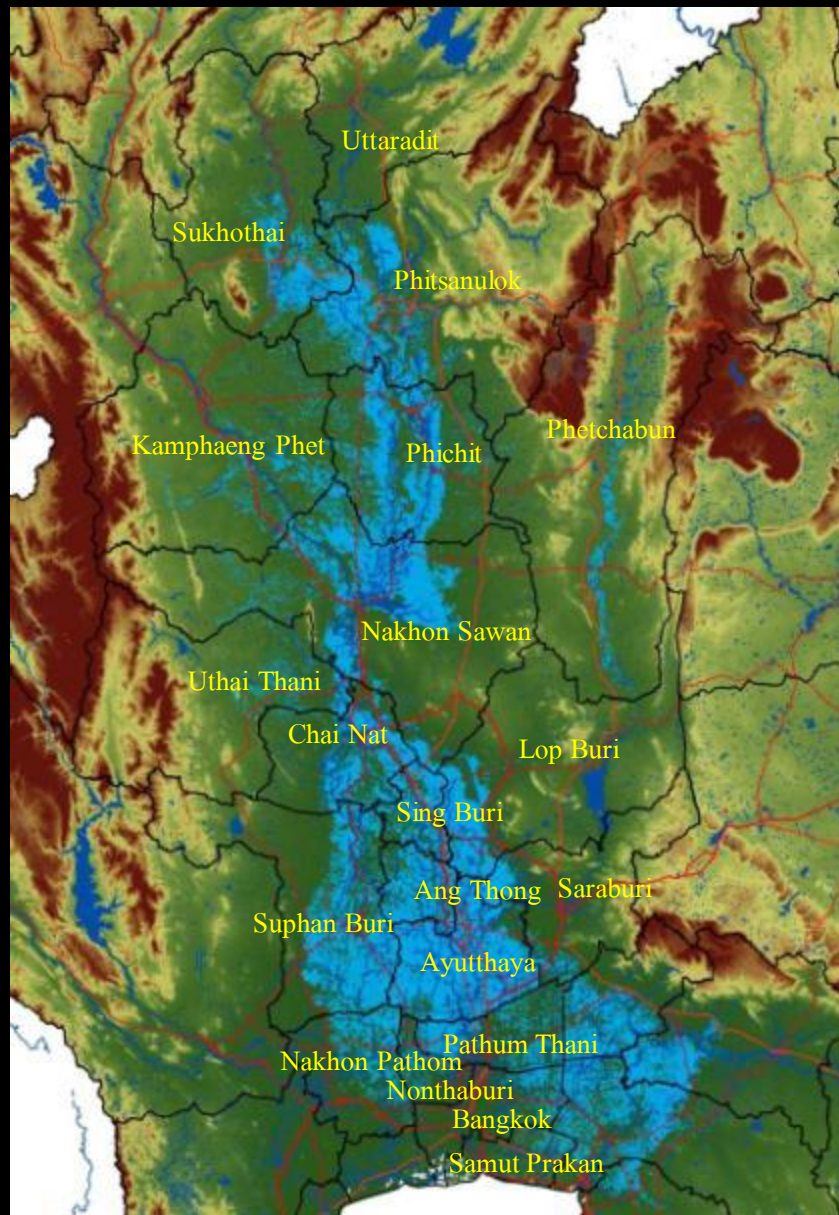 Uttaradit
Sukhothai
Phitsanulok
Kamphaeng Phet
Phichit
Phetchabun
Nakhon Sawan
Uthai Thani
Chai Nat
Lop Buri
Sing Buri
Ang Thong
Saraburi
Suphan Buri
Ayutthaya
Pathum Thani
Nakhon Pathom
Nonthaburi
Bangkok
Samut Prakan